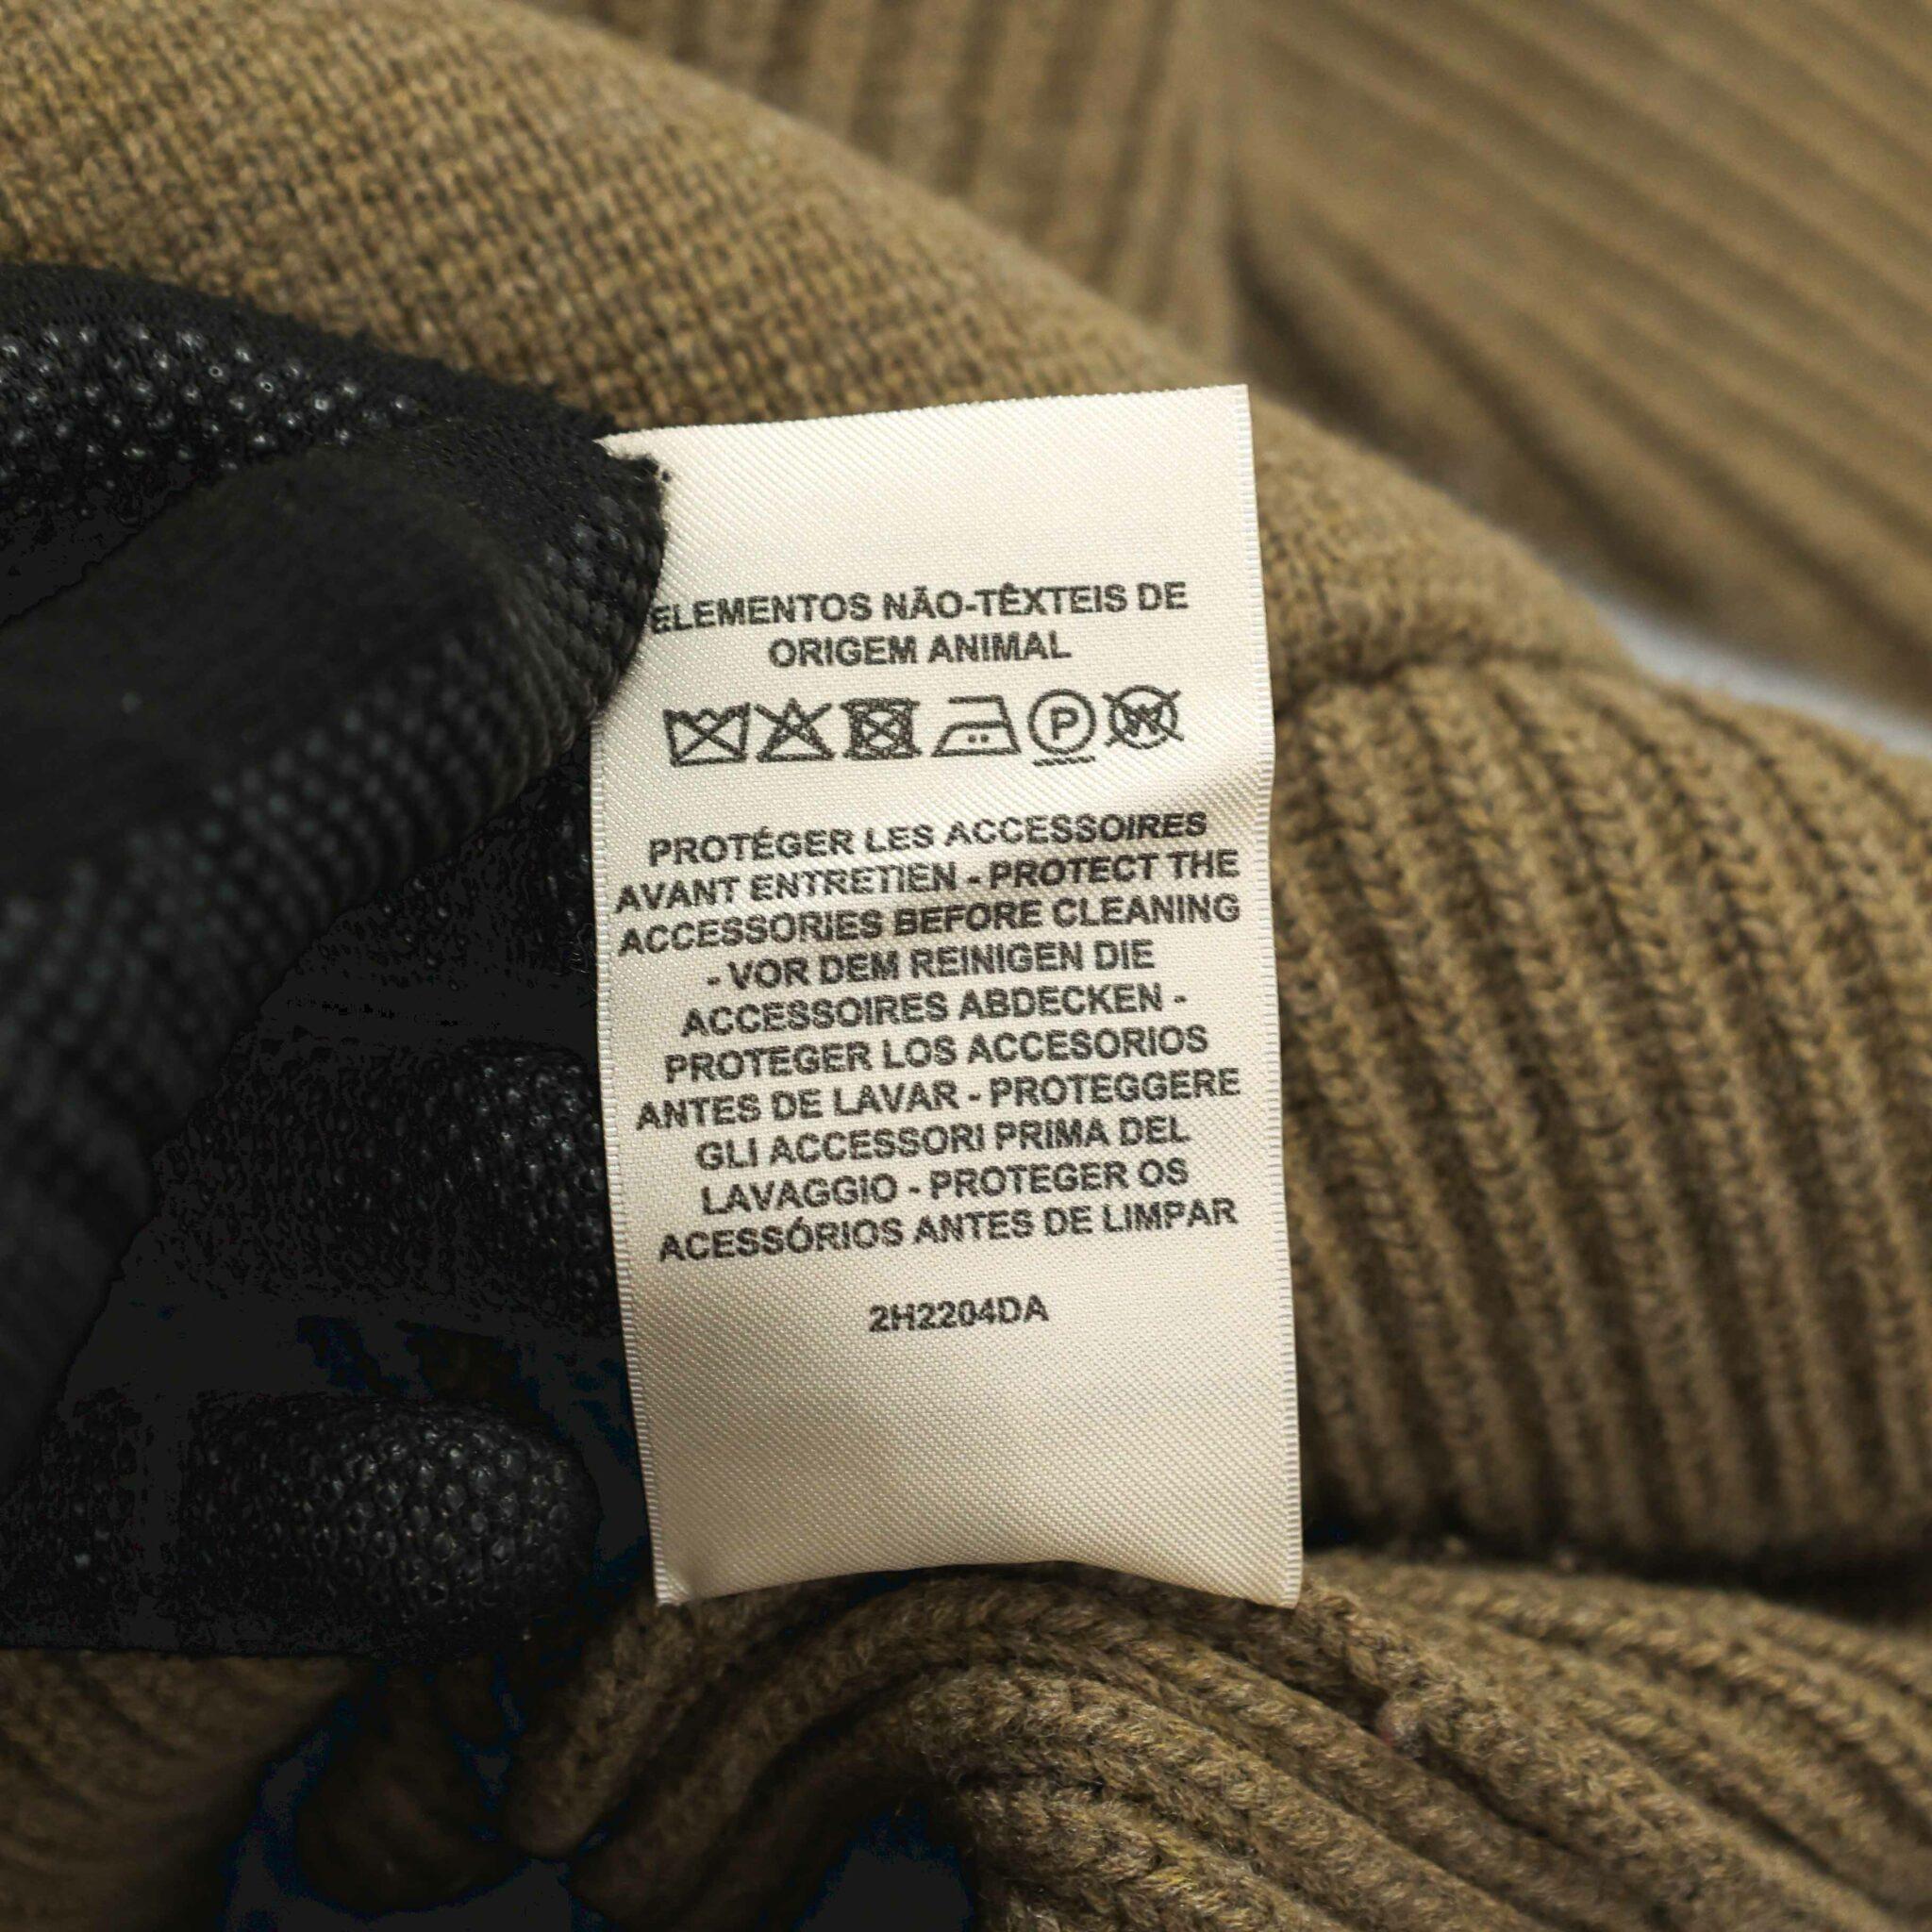 ELEMENTOS NÃO-TÊXTEIS DE
ORIGEM ANIMAL
P W
PROTÉGER LES ACCESSOIRES
AVANT ENTRETIEN - PROTECT THE
ACCESSORIES BEFORE CLEANING
- VOR DEM REINIGEN DIE
ACCESSOIRES ABDECKEN -
PROTEGER LOS ACCESORIOS
ANTES DE LAVAR - PROTEGGERE
GLI ACCESSORI PRIMA DEL
LAVAGGIO - PROTEGER OS
ACESSÓRIOS ANTES DE LIMPAR
2H2204DA